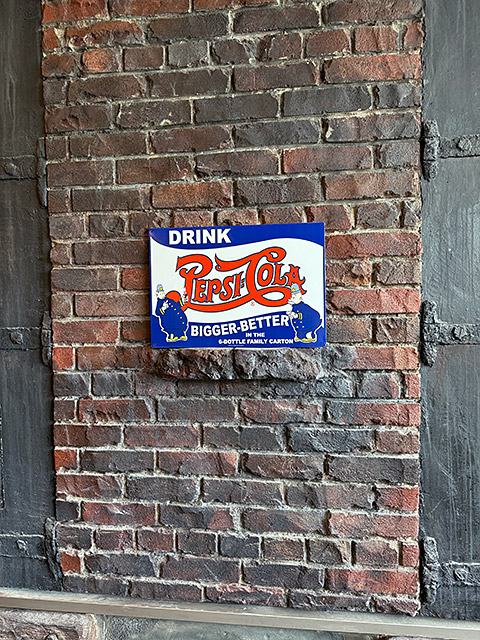 DRINK
PEPSI-COLA
BIGGER-BETTER
IN THE
6-BOTTLE FAMILY CARTON